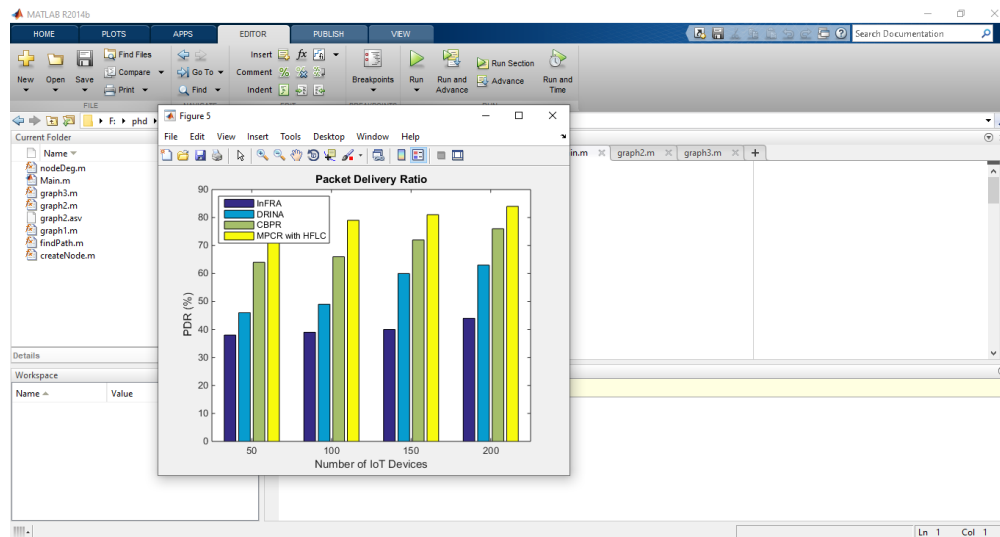 MATLAB R2014b
HOME PLOTS APPS EDITOR PUBLISH VIEW
Search Documentation
New Open Save
Find Files
Compare
Print
Go To
Find
Insert fx
Comment
Indent
Breakpoints
Run
Run and Advance
Run Section
Advance
Run and Time
FILE
F: phd
Current Folder
Name
nodeDeg.m
Main.m
graph3.m
graph2.m
graph2.asv
graph1.m
findPath.m
createNode.m
Details
Workspace
Name Value
Figure 5
File Edit View Insert Tools Desktop Window Help
Packet Delivery Ratio
InFRA
DRINA
CBPR
MPCR with HFLC
90
80
70
60
50
40
30
20
10
0
PDR (%)
50 100 150 200
Number of IoT Devices
in.m graph2.m graph3.m +
Ln 1 Col 1